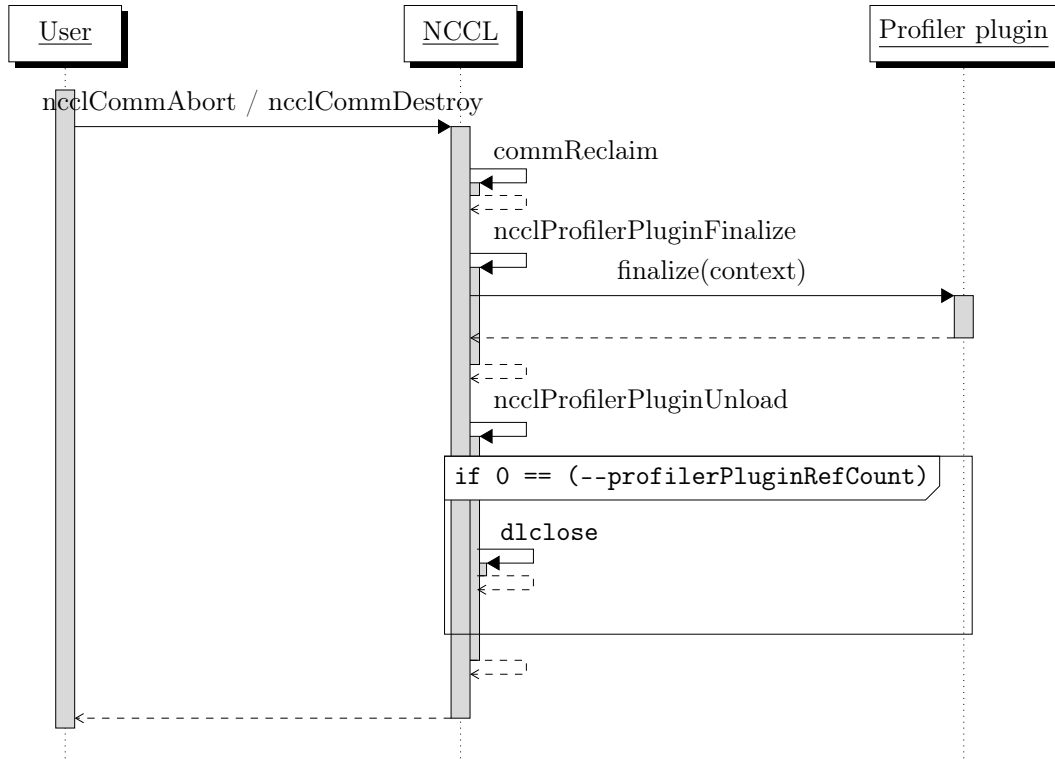 User
NCCL
Profiler plugin
ncclCommAbort / ncclCommDestroy
commReclaim
ncclProfilerPluginFinalize
finalize(context)
ncclProfilerPluginUnload
if 0 == (--profilerPluginRefCount)
dlclose